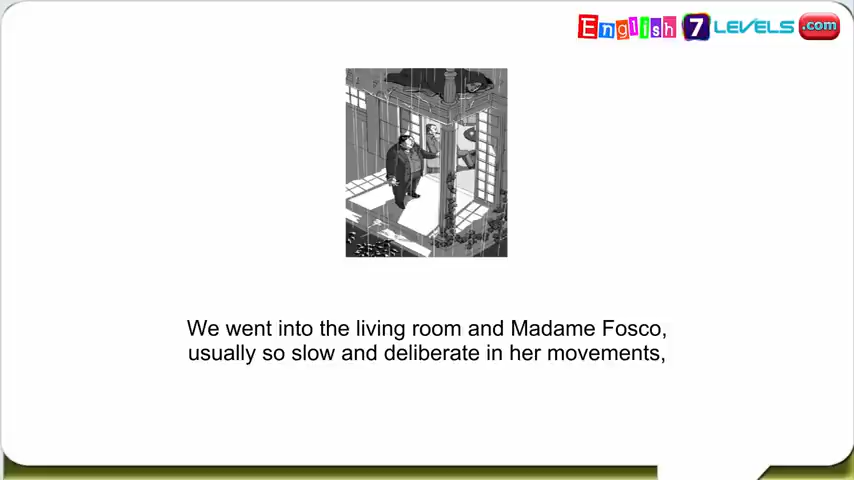 English 7 LEVELS .com
We went into the living room and Madame Fosco,
usually so slow and deliberate in her movements,